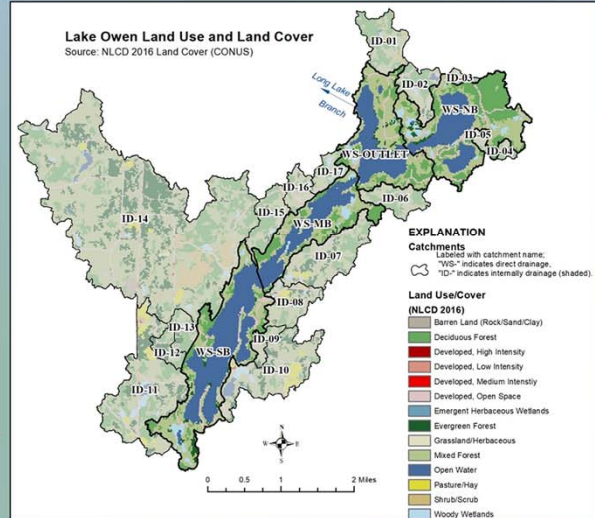 Lake Owen Land Use and Land Cover
Source: NLCD 2016 Land Cover (CONUS)
ID-01
ID-02
ID-03
WS-NB
Long Lake
Branch
ID-05
ID-04
WS-OUTLET
ID-17
ID-16
ID-06
ID-15
WS-MB
ID-14
ID-07
ID-08
ID-13
ID-09
ID-12
WS-SB
ID-10
ID-11
EXPLANATION
Catchments
Labeled with catchment name;
"WS-" indicates direct drainage,
"ID-" indicates internally drainage (shaded).
Land Use/Cover
(NLCD 2016)
Barren Land (Rock/Sand/Clay)
Deciduous Forest
Developed, High Intensity
Developed, Low Intensity
Developed, Medium Intenstiy
Developed, Open Space
Emergent Herbaceous Wetlands
Evergreen Forest
Grassland/Herbaceous
Mixed Forest
Open Water
Pasture/Hay
Shrub/Scrub
Woody Wetlands
N
W E
S
0 0.5 1 2 Miles